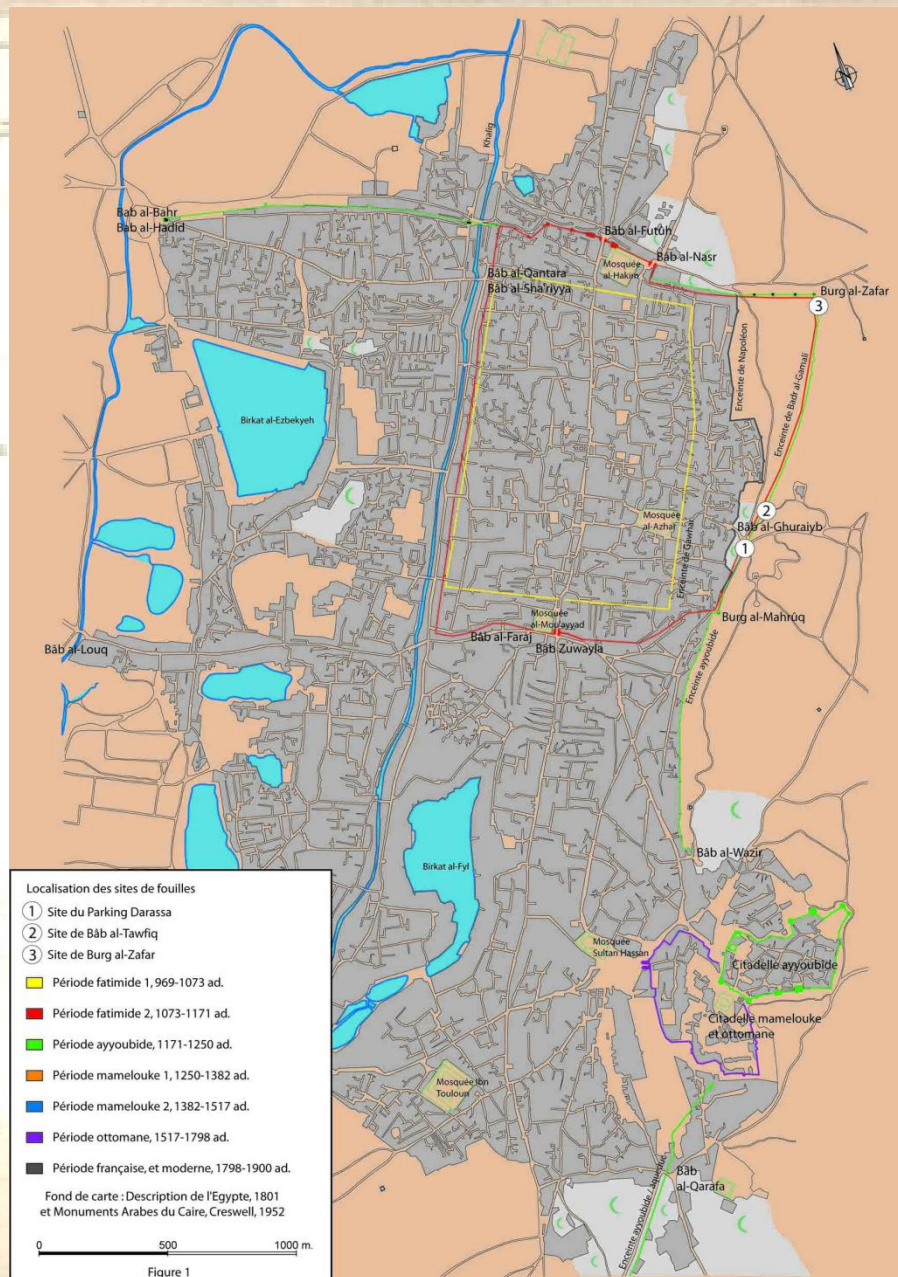 Khalig
Bab al-Bahr
Bab al-Hadid
Bâb al-Futûh
Bâb al-Nasr
Mosquée
al-Hakim
Bâb al-Qantara
Bâb al-Sha'riyya
Burg al-Zafar
3
Enceinte de Napoléon
Enceinte de Badr al-Gamali
Birkat al-Ezbekyeh
Mosquée
al-Azhar
2
Bâb al-Ghuraiyb
1
Enceinte de Gawhar
Mosquée
al-Mou'ayyad
Burg al-Mahrûq
Bâb al-Faraj
Bâb Zuwayla
Bâb al-Louq
Enceinte ayyoubide
Bâb al-Wazir
Birkat al-Fyl
Mosquée
Sultan Hassan
Citadelle ayyoubide
Citadelle mamelouke
et ottomane
Mosquée Ibn
Touloun
Bâb
al-Qarafa
Enceinte ayyoubide / aqueduc
Localisation des sites de fouilles
1 Site du Parking Darassa
2 Site de Bâb al-Tawfiq
3 Site de Burg al-Zafar
Période fatimide 1, 969-1073 ad.
Période fatimide 2, 1073-1171 ad.
Période ayyoubide, 1171-1250 ad.
Période mamelouke 1, 1250-1382 ad.
Période mamelouke 2, 1382-1517 ad.
Période ottomane, 1517-1798 ad.
Période française, et moderne, 1798-1900 ad.
Fond de carte : Description de l'Egypte, 1801
et Monuments Arabes du Caire, Creswell, 1952
0 500 1000 m.
Figure 1